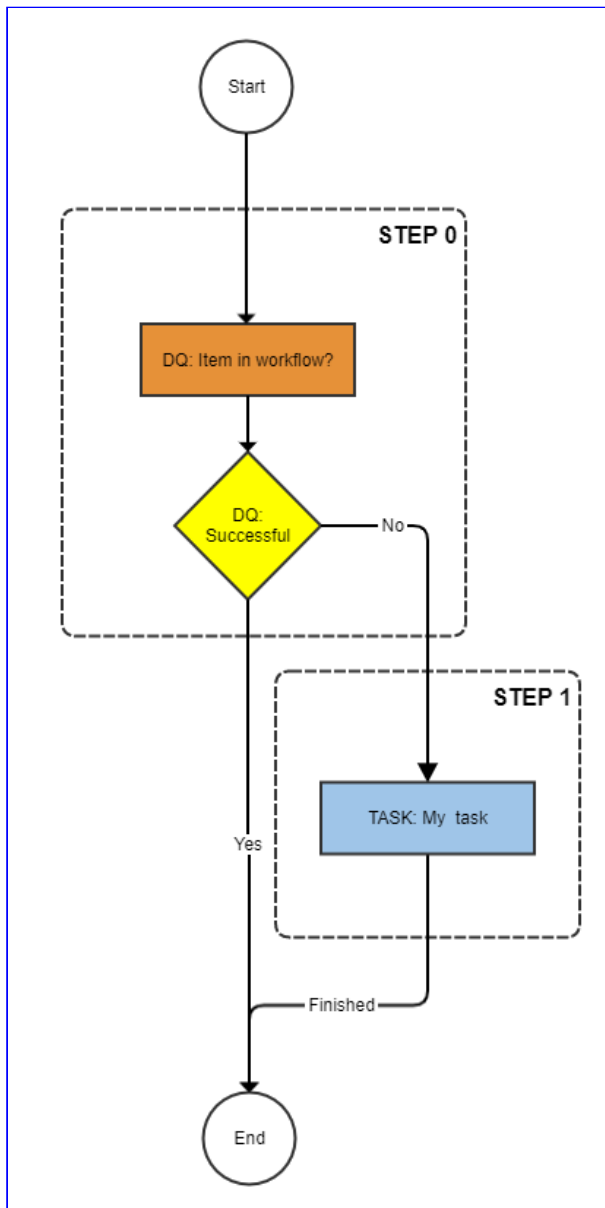 Start
STEP 0
DQ: Item in workflow?
DQ:
Successful
No
STEP 1
TASK: My  task
Yes
Finished
End